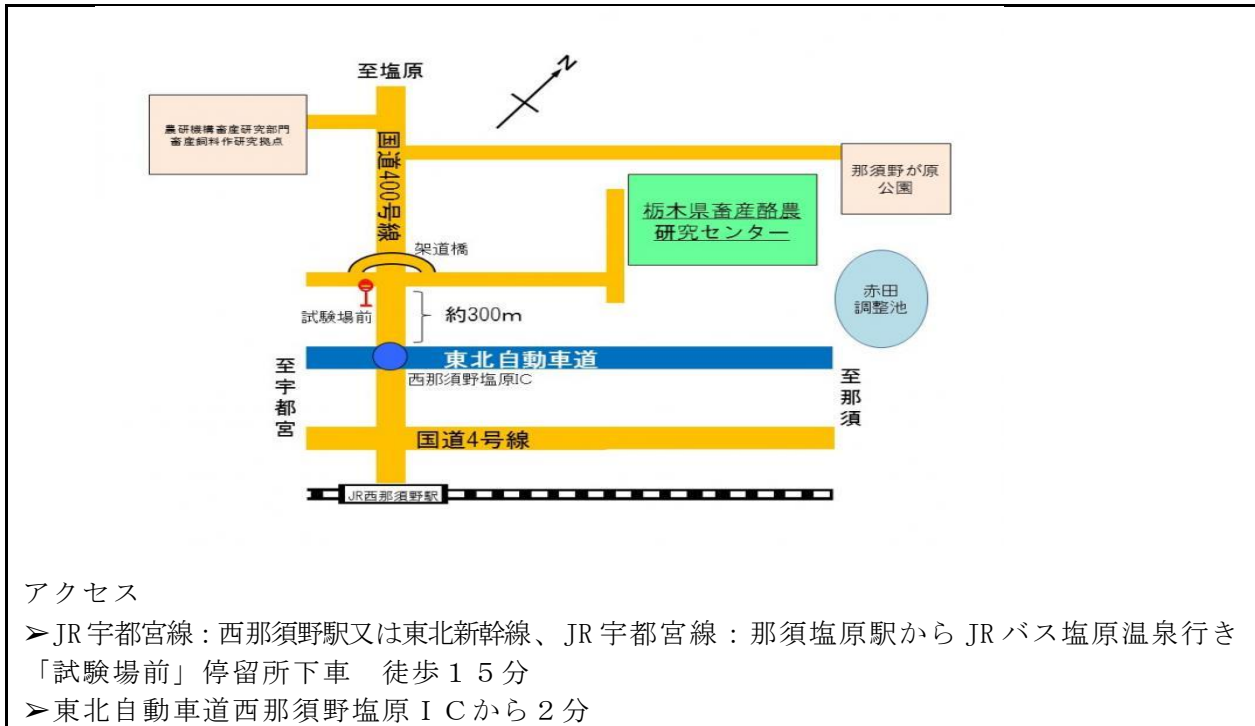 至塩原
N
農研機構畜産研究部門
畜産飼料作研究拠点
国道400号線
那須野が原
公園
栃木県畜産酪農
研究センター
架道橋
赤田
調整池
試験場前
約300m
東北自動車道
西那須野塩原IC
至宇都宮
至那須
国道4号線
JR西那須野駅
アクセス
➢JR宇都宮線：西那須野駅又は東北新幹線、JR宇都宮線：那須塩原駅からJRバス塩原温泉行き
「試験場前」停留所下車　徒歩１５分
➢東北自動車道西那須野塩原ＩＣから２分